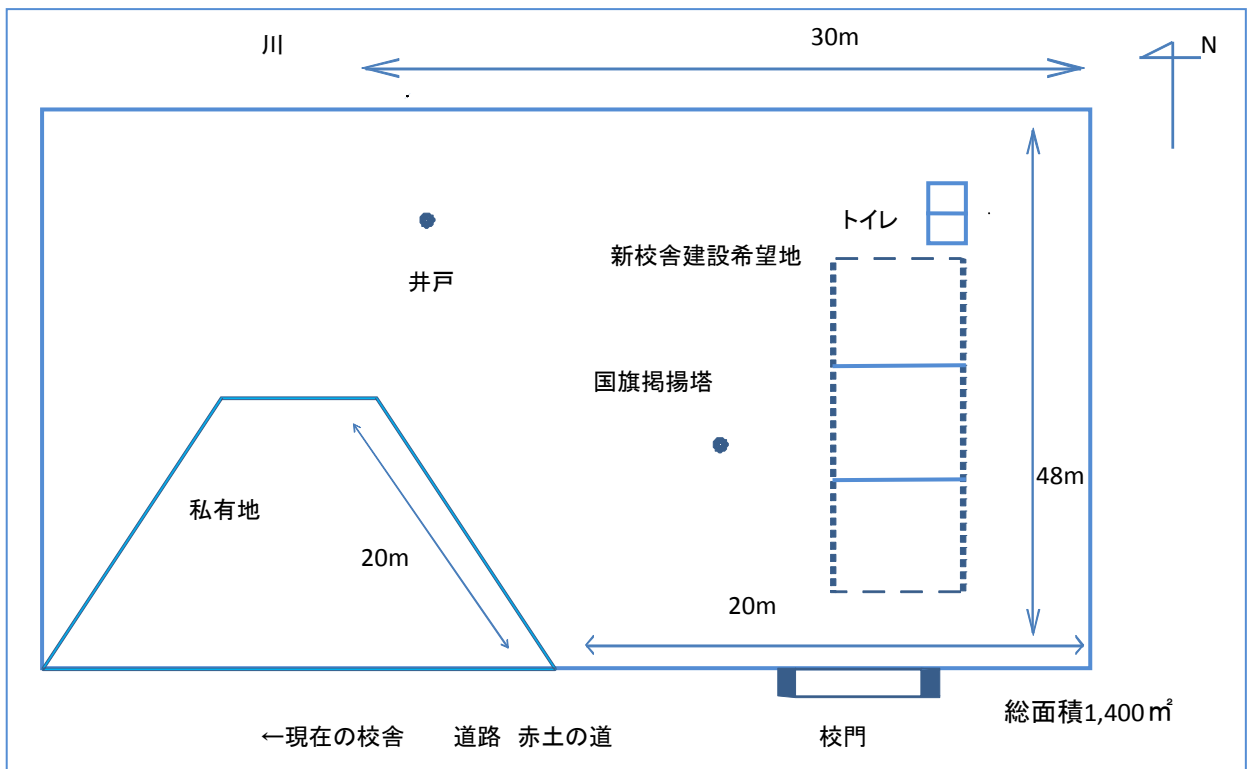 川
30m
N
トイレ
新校舎建設希望地
井戸
国旗掲揚塔
48m
私有地
20m
20m
総面積1,400㎡
←現在の校舎 道路 赤土の道 校門